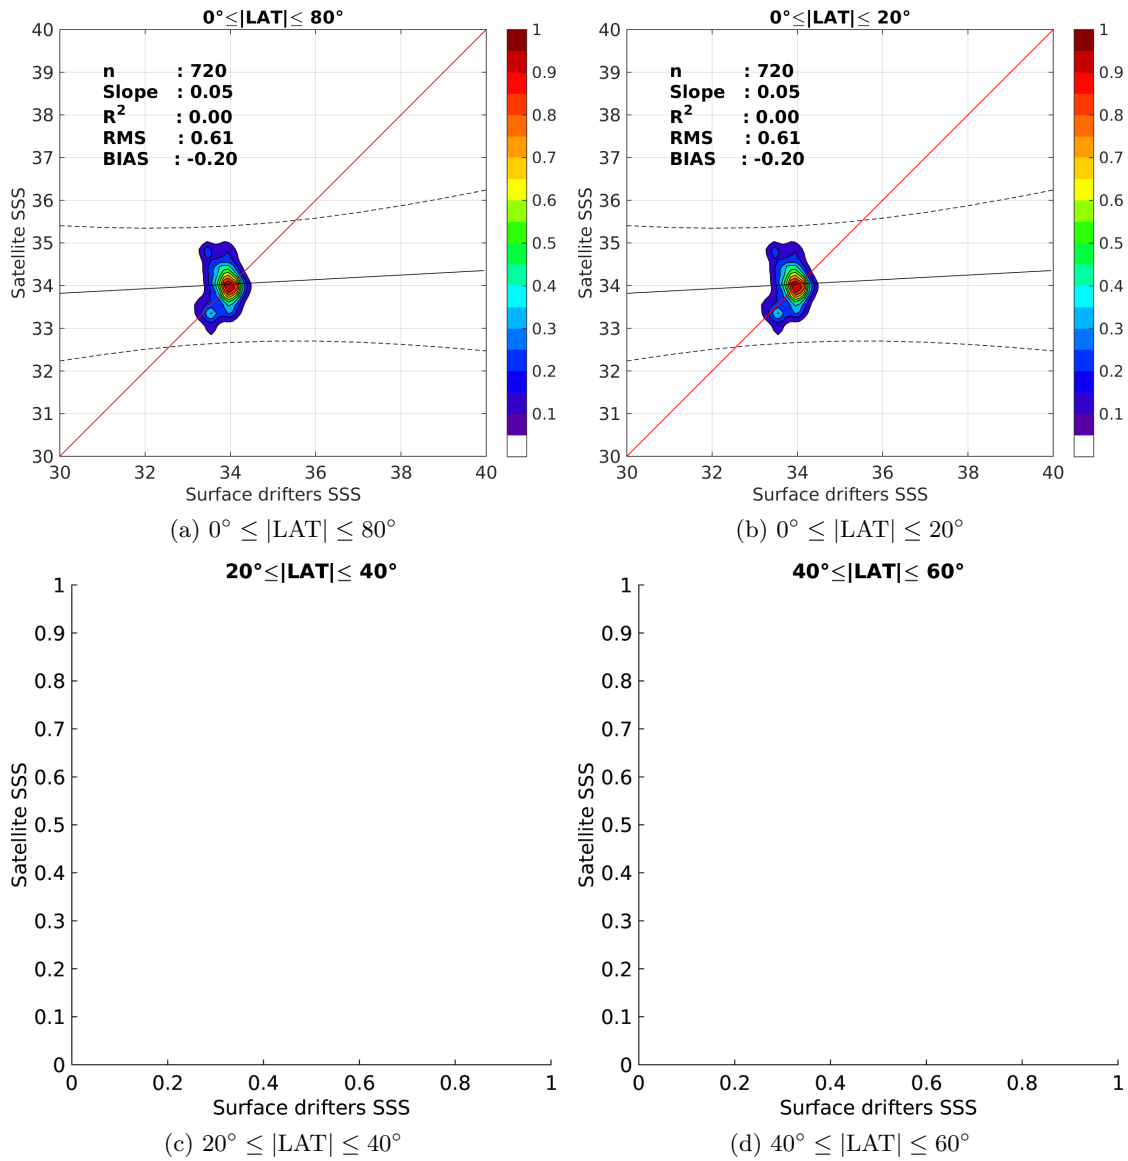 0°≤|LAT|≤ 80°
40
39
38
37
36
35
34
33
32
31
30
n : 720
Slope : 0.05
R² : 0.00
RMS : 0.61
BIAS : -0.20
Satellite SSS
30 32 34 36 38 40
Surface drifters SSS
1
0.9
0.8
0.7
0.6
0.5
0.4
0.3
0.2
0.1
(a) 0° ≤ |LAT| ≤ 80°
0°≤|LAT|≤ 20°
40
39
38
37
36
35
34
33
32
31
30
n : 720
Slope : 0.05
R² : 0.00
RMS : 0.61
BIAS : -0.20
Satellite SSS
30 32 34 36 38 40
Surface drifters SSS
1
0.9
0.8
0.7
0.6
0.5
0.4
0.3
0.2
0.1
(b) 0° ≤ |LAT| ≤ 20°
20°≤|LAT|≤ 40°
1
0.9
0.8
0.7
0.6
0.5
0.4
0.3
0.2
0.1
0
Satellite SSS
0 0.2 0.4 0.6 0.8 1
Surface drifters SSS
(c) 20° ≤ |LAT| ≤ 40°
40°≤|LAT|≤ 60°
1
0.9
0.8
0.7
0.6
0.5
0.4
0.3
0.2
0.1
0
Satellite SSS
0 0.2 0.4 0.6 0.8 1
Surface drifters SSS
(d) 40° ≤ |LAT| ≤ 60°